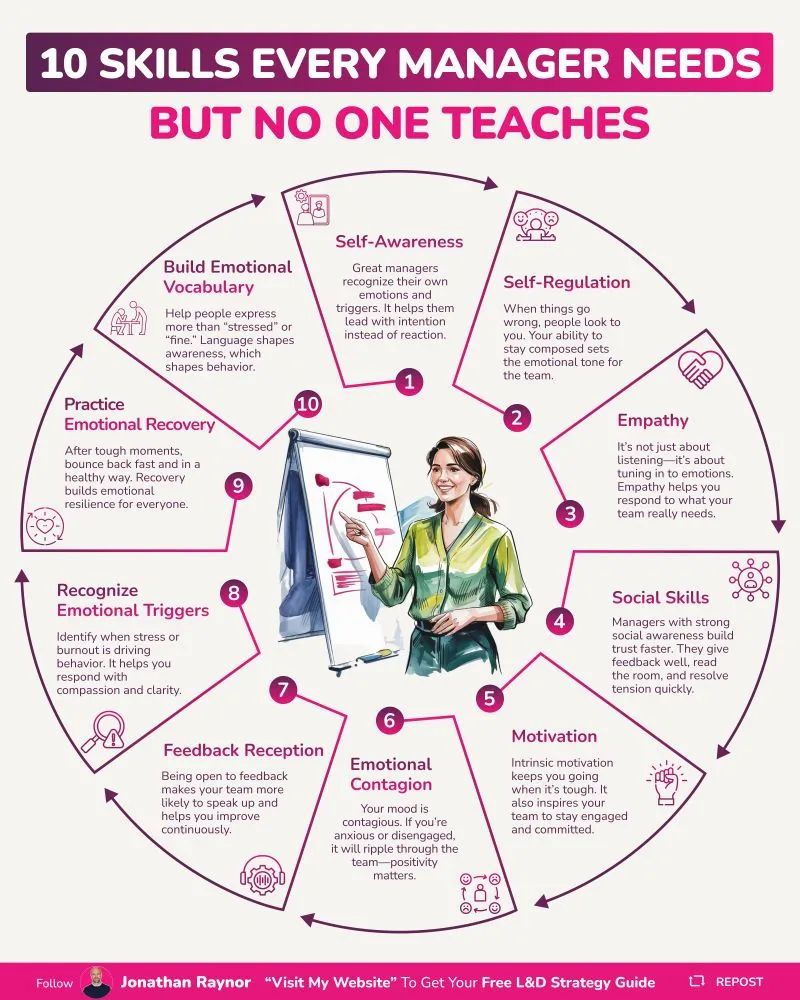 10 SKILLS EVERY MANAGER NEEDS
BUT NO ONE TEACHES
Self-Awareness
Great managers
recognize their own
emotions and
triggers. It helps them
lead with intention
instead of reaction.
1
Self-Regulation
When things go
wrong, people look to
you. Your ability to
stay composed sets
the emotional tone for
the team.
2
Empathy
It's not just about
listening—it's about
tuning in to emotions.
Empathy helps you
respond to what your
team really needs.
3
Social Skills
Managers with strong
social awareness build
trust faster. They give
feedback well, read
the room, and resolve
tension quickly.
4
Motivation
Intrinsic motivation
keeps you going
when it's tough. It
also inspires your
team to stay engaged
and committed.
5
Emotional
Contagion
Your mood is
contagious. If you're
anxious or disengaged,
it will ripple through the
team—positivity
matters.
6
Feedback Reception
Being open to feedback
makes your team more
likely to speak up and
helps you improve
continuously.
7
Recognize
Emotional Triggers
Identify when stress or
burnout is driving
behavior. It helps you
respond with
compassion and clarity.
8
Practice
Emotional Recovery
After tough moments,
bounce back fast and in a
healthy way. Recovery
builds emotional
resilience for everyone.
9
Build Emotional
Vocabulary
Help people express
more than “stressed” or
“fine.” Language shapes
awareness, which
shapes behavior.
10
Follow Jonathan Raynor “Visit My Website” To Get Your Free L&D Strategy Guide REPOST